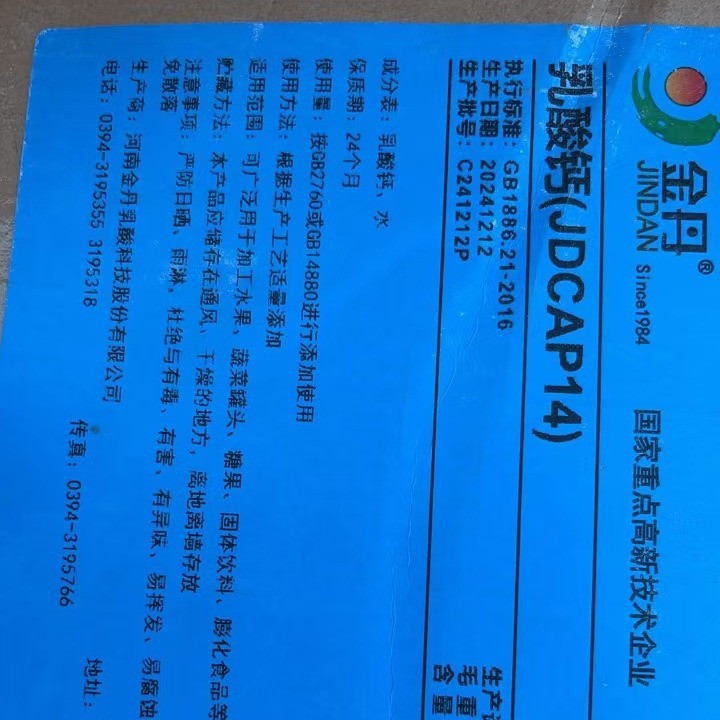 金丹®
JINDAN Since1984
国家重点高新技术企业
乳酸钙(JDCAP14)
执行标准：GB1886.21-2016
生产日期：20241212
生产批号：C241212P
生产
毛重
含量
成分表：乳酸钙、水
保质期：24个月
使用量：按GB2760或GB14880进行添加使用
使用方法：根据生产工艺适量添加
适用范围：可广泛用于加工水果、蔬菜罐头、糖果、固体饮料、膨化食品等
贮藏方法：本产品应储存在通风、干燥的地方，离地离墙存放
注意事项：严防日晒、雨淋、杜绝与有毒、有害、有异味、易挥发、易腐蚀
免散落
生产商：河南金丹乳酸科技股份有限公司
电话：0394-3195355 3195318
传真：0394-3195766
地址：